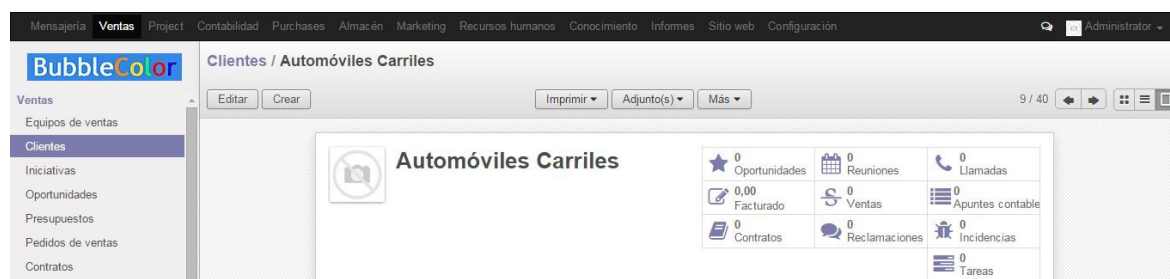 Mensajería Ventas Project Contabilidad Purchases Almacén Marketing Recursos humanos Conocimiento Informes Sitio web Configuración Administrator
BubbleColor
Clientes / Automóviles Carriles
Editar Crear Imprimir Adjunto(s) Más 9 / 40
Ventas
Equipos de ventas
Clientes
Iniciativas
Oportunidades
Presupuestos
Pedidos de ventas
Contratos
Automóviles Carriles
0 Oportunidades
0 Reuniones
0 Llamadas
0,00 Facturado
0 Ventas
0 Apuntes contable
0 Contratos
0 Reclamaciones
0 Incidencias
0 Tareas